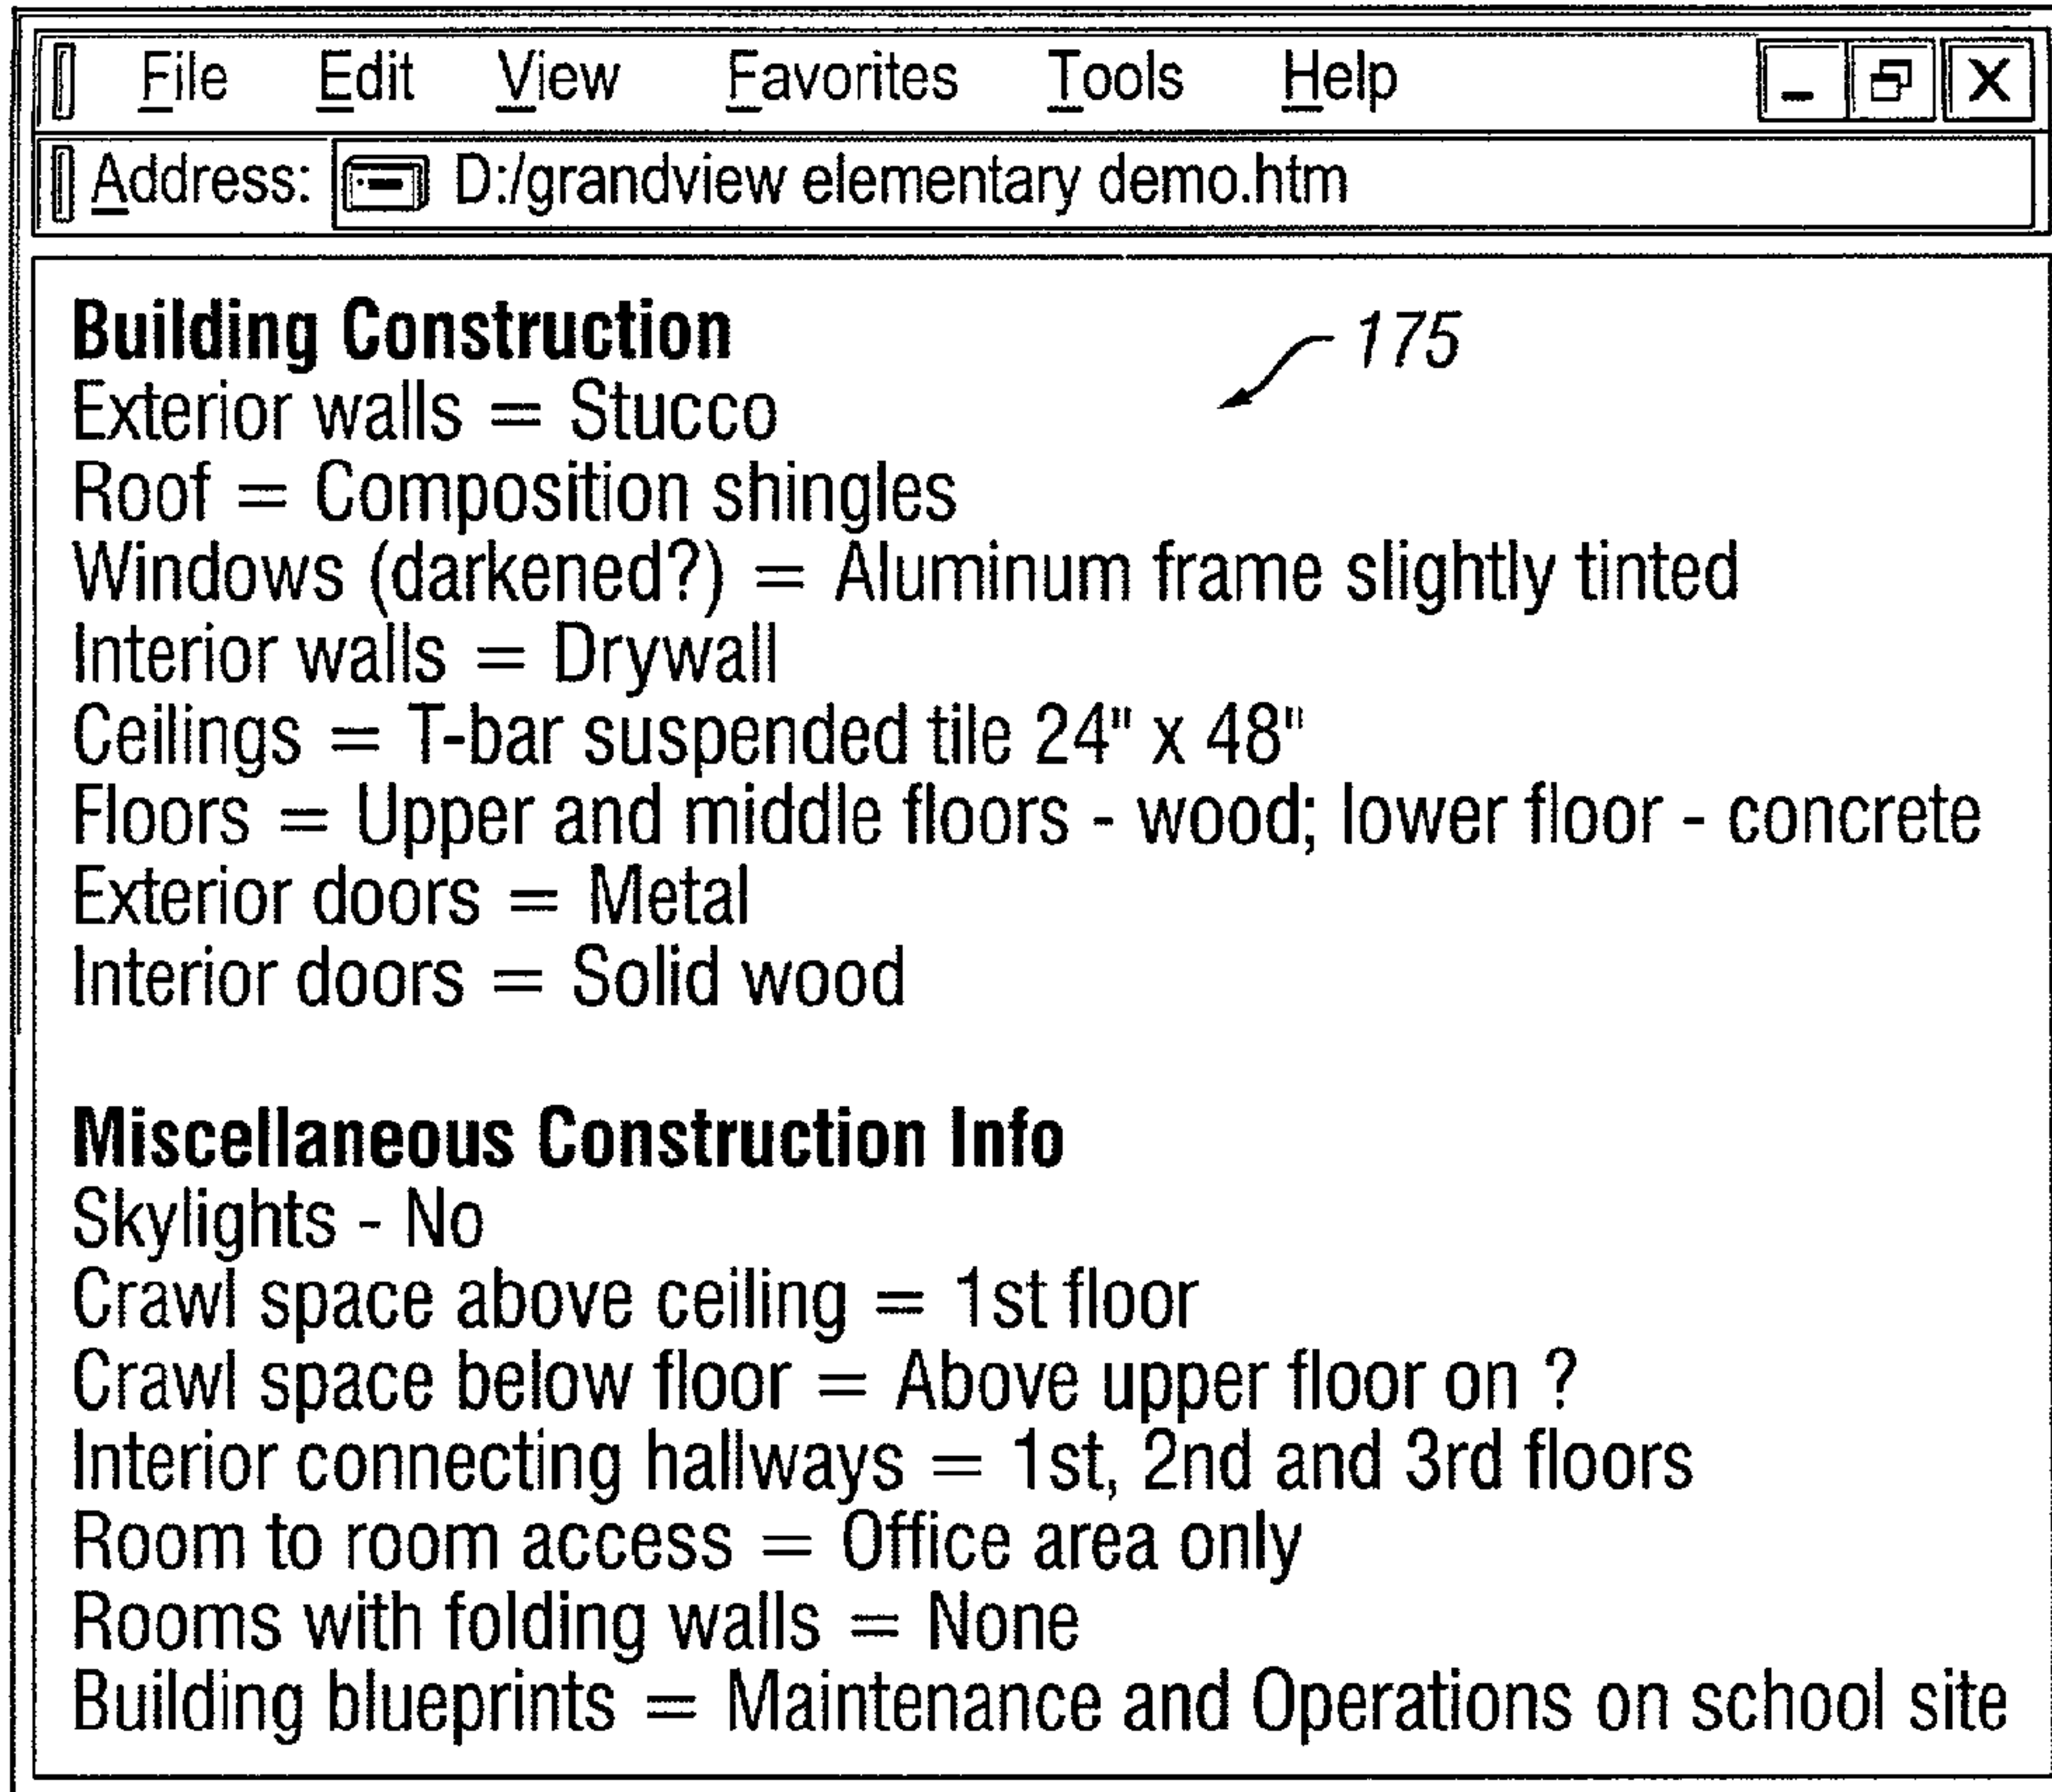 File Edit View Favorites Tools Help
Address: D:/grandview elementary demo.htm
Building Construction
175
Exterior walls = Stucco
Roof = Composition shingles
Windows (darkened?) = Aluminum frame slightly tinted
Interior walls = Drywall
Ceilings = T-bar suspended tile 24" x 48"
Floors = Upper and middle floors - wood; lower floor - concrete
Exterior doors = Metal
Interior doors = Solid wood
Miscellaneous Construction Info
Skylights - No
Crawl space above ceiling = 1st floor
Crawl space below floor = Above upper floor on ?
Interior connecting hallways = 1st, 2nd and 3rd floors
Room to room access = Office area only
Rooms with folding walls = None
Building blueprints = Maintenance and Operations on school site